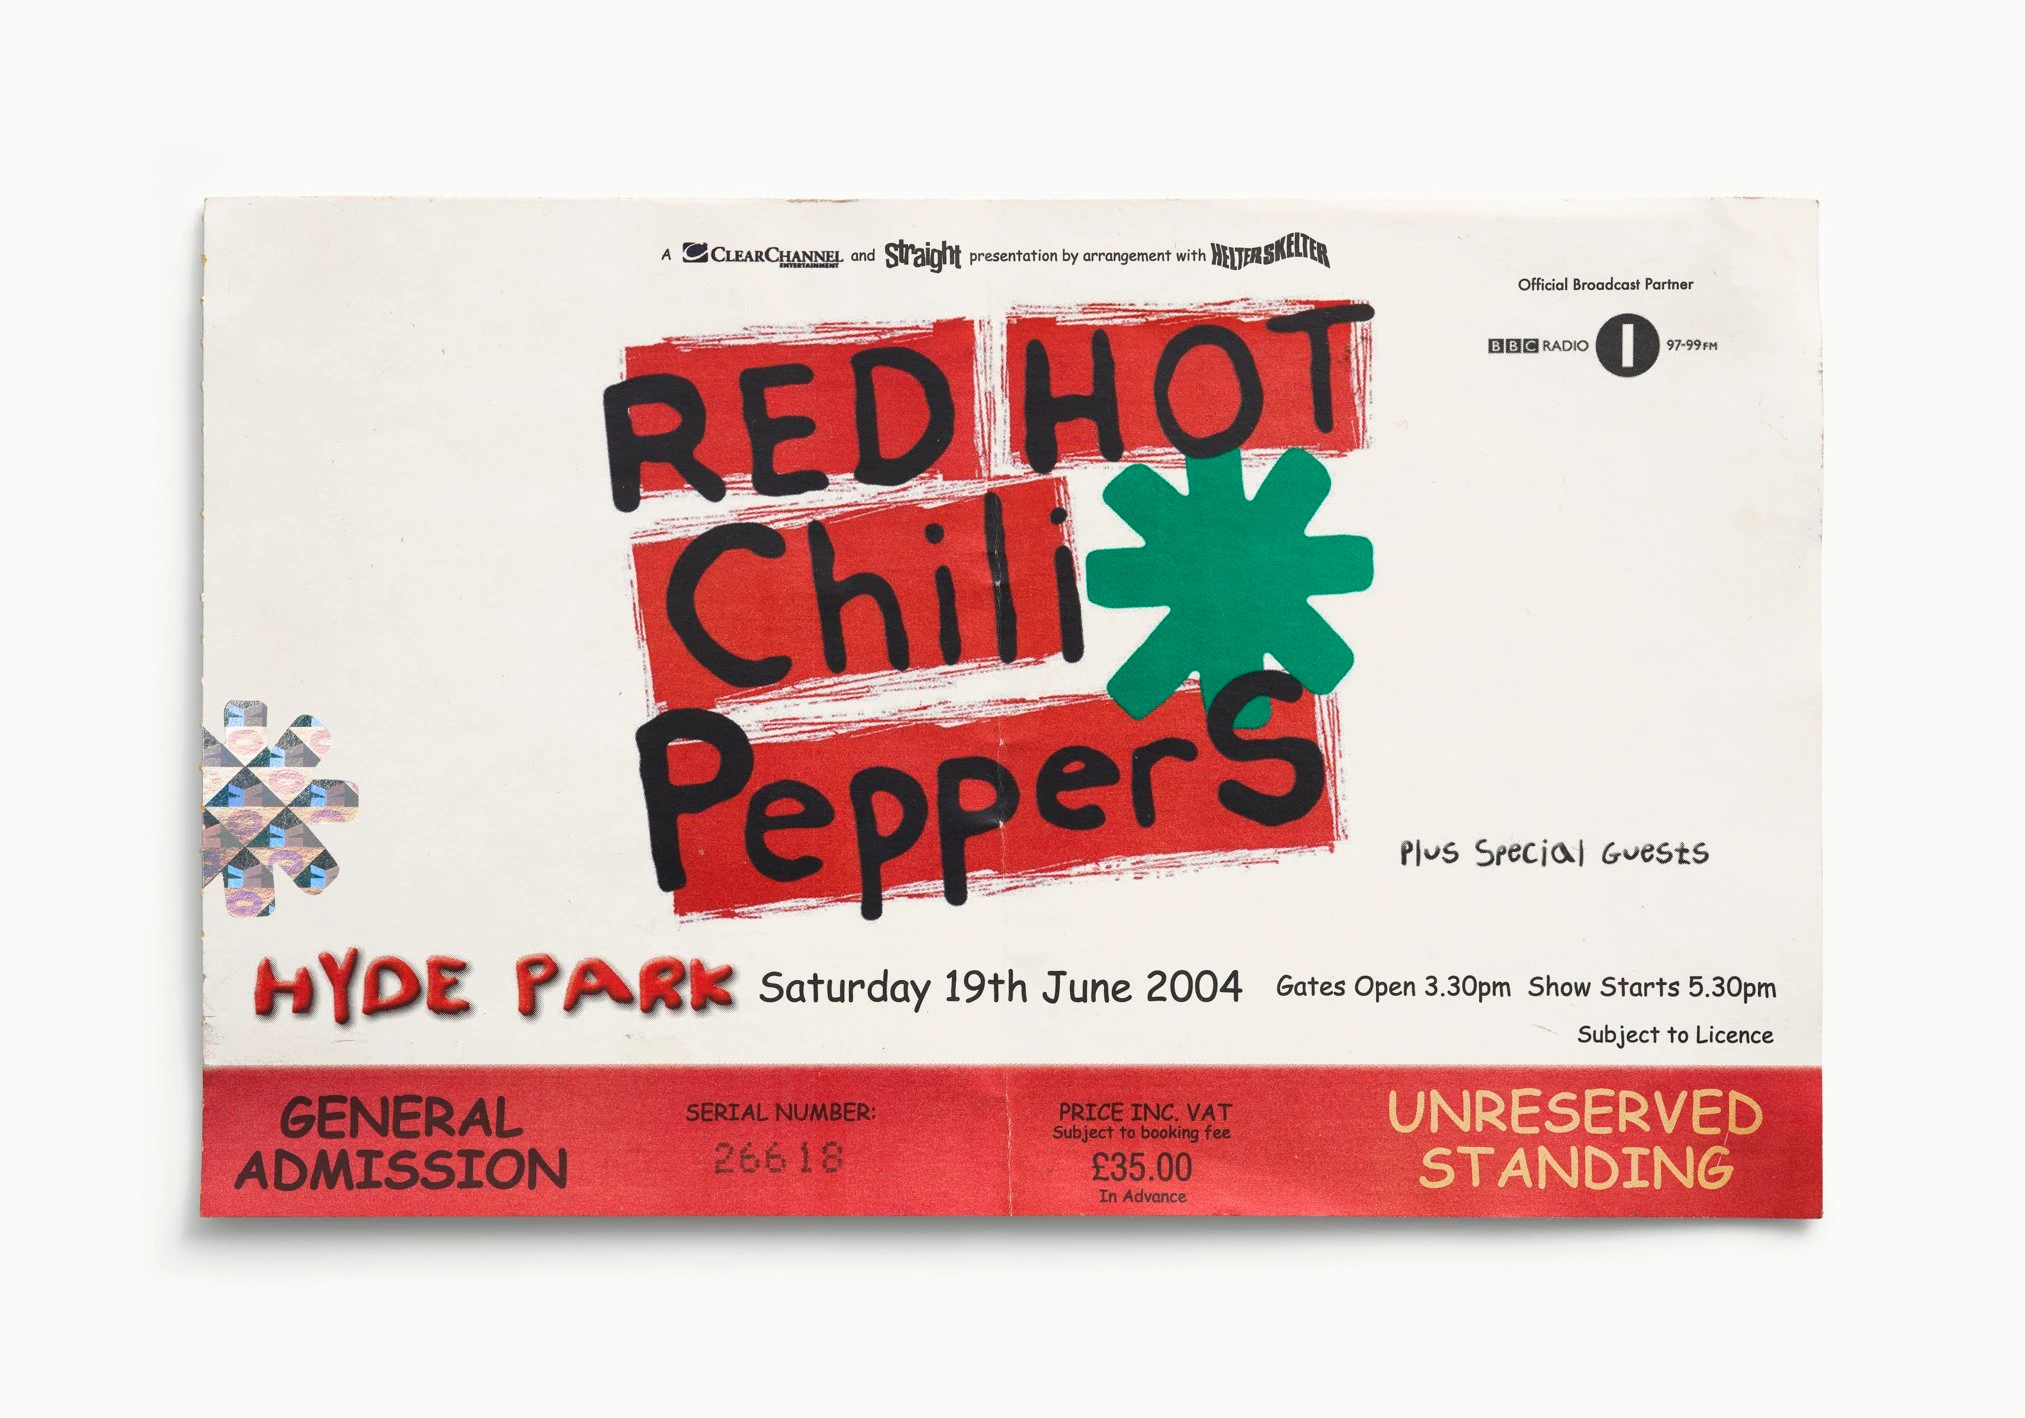 A ClearChannel Entertainment and Straight presentation by arrangement with HELTER SKELTER
Official Broadcast Partner
BBC RADIO 1 97-99 FM
RED HOT
Chili
Peppers
Plus Special Guests
HYDE PARK Saturday 19th June 2004 Gates Open 3.30pm Show Starts 5.30pm
Subject to Licence
GENERAL
ADMISSION
SERIAL NUMBER:
26618
PRICE INC. VAT
Subject to booking fee
£35.00
In Advance
UNRESERVED
STANDING